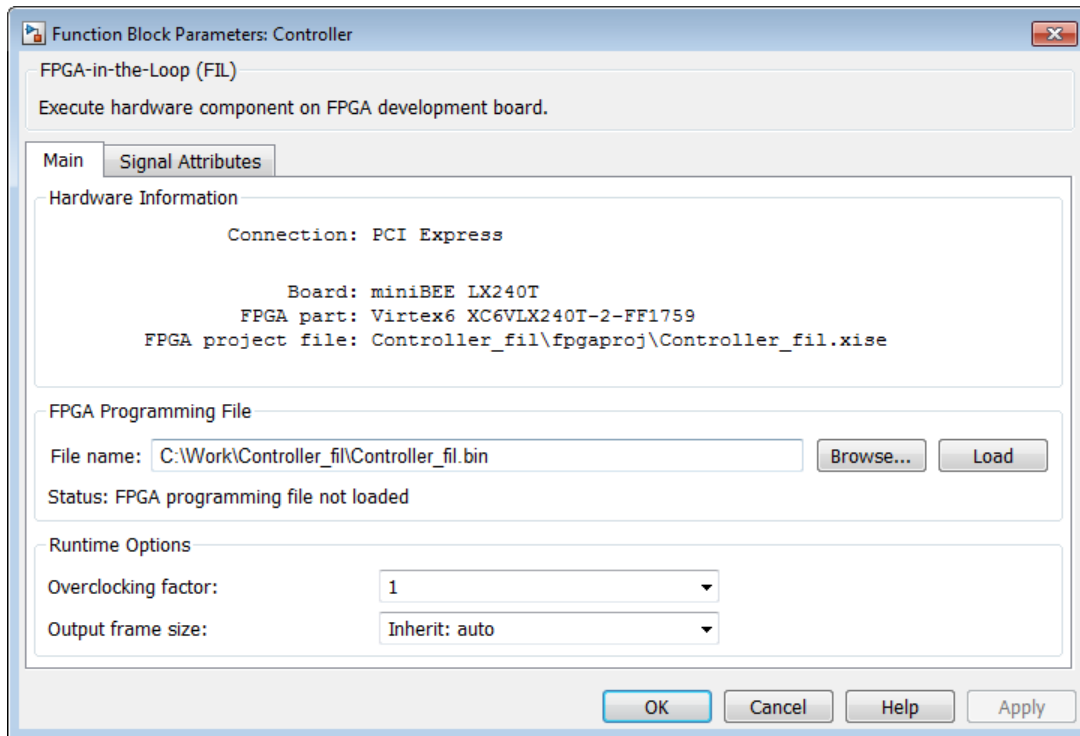 Function Block Parameters: Controller
FPGA-in-the-Loop (FIL)
Execute hardware component on FPGA development board.
Main Signal Attributes
Hardware Information
Connection: PCI Express
Board: miniBEE LX240T
FPGA part: Virtex6 XC6VLX240T-2-FF1759
FPGA project file: Controller_fil\fpgaproj\Controller_fil.xise
FPGA Programming File
File name: C:\Work\Controller_fil\Controller_fil.bin Browse... Load
Status: FPGA programming file not loaded
Runtime Options
Overclocking factor: 1
Output frame size: Inherit: auto
OK Cancel Help Apply